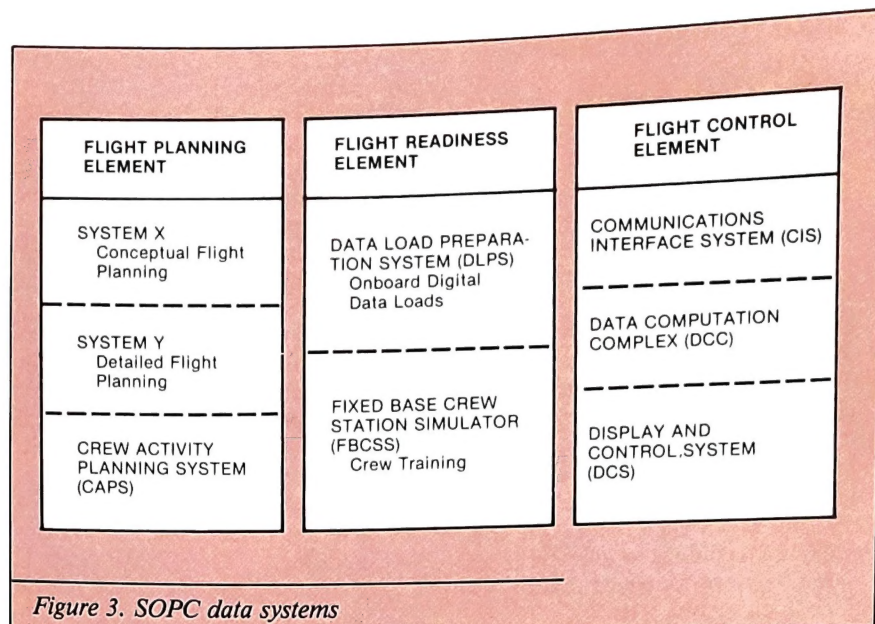 FLIGHT PLANNING
ELEMENT
SYSTEM X
Conceptual Flight
Planning
SYSTEM Y
Detailed Flight
Planning
CREW ACTIVITY
PLANNING SYSTEM
(CAPS)
FLIGHT READINESS
ELEMENT
DATA LOAD PREPARA-
TION SYSTEM (DLPS)
Onboard Digital
Data Loads
FIXED BASE CREW
STATION SIMULATOR
(FBCSS)
Crew Training
FLIGHT CONTROL
ELEMENT
COMMUNICATIONS
INTERFACE SYSTEM (CIS)
DATA COMPUTATION
COMPLEX (DCC)
DISPLAY AND
CONTROL.SYSTEM
(DCS)
Figure 3. SOPC data systems